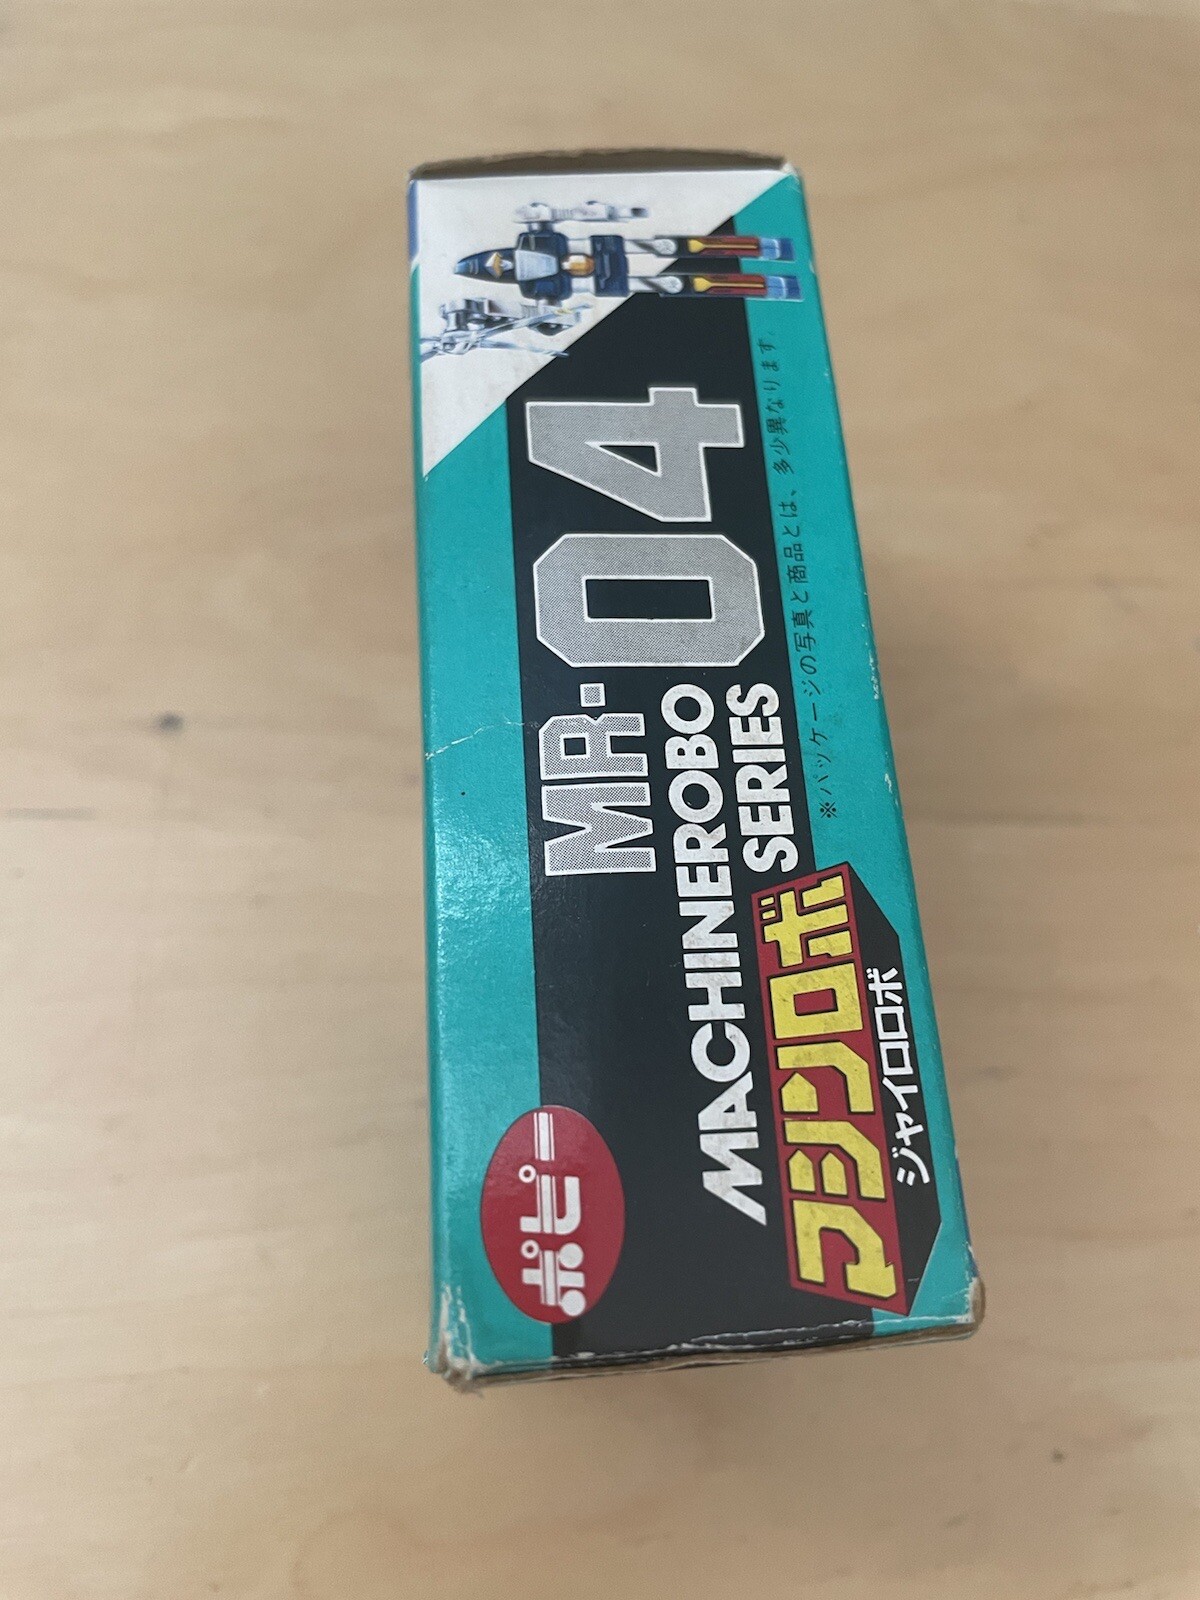 MR-04
MACHINEROBO
SERIES
マシンロボ
ジャイロロボ
ポピー
※パッケージの写真と商品とは、多少異なります。